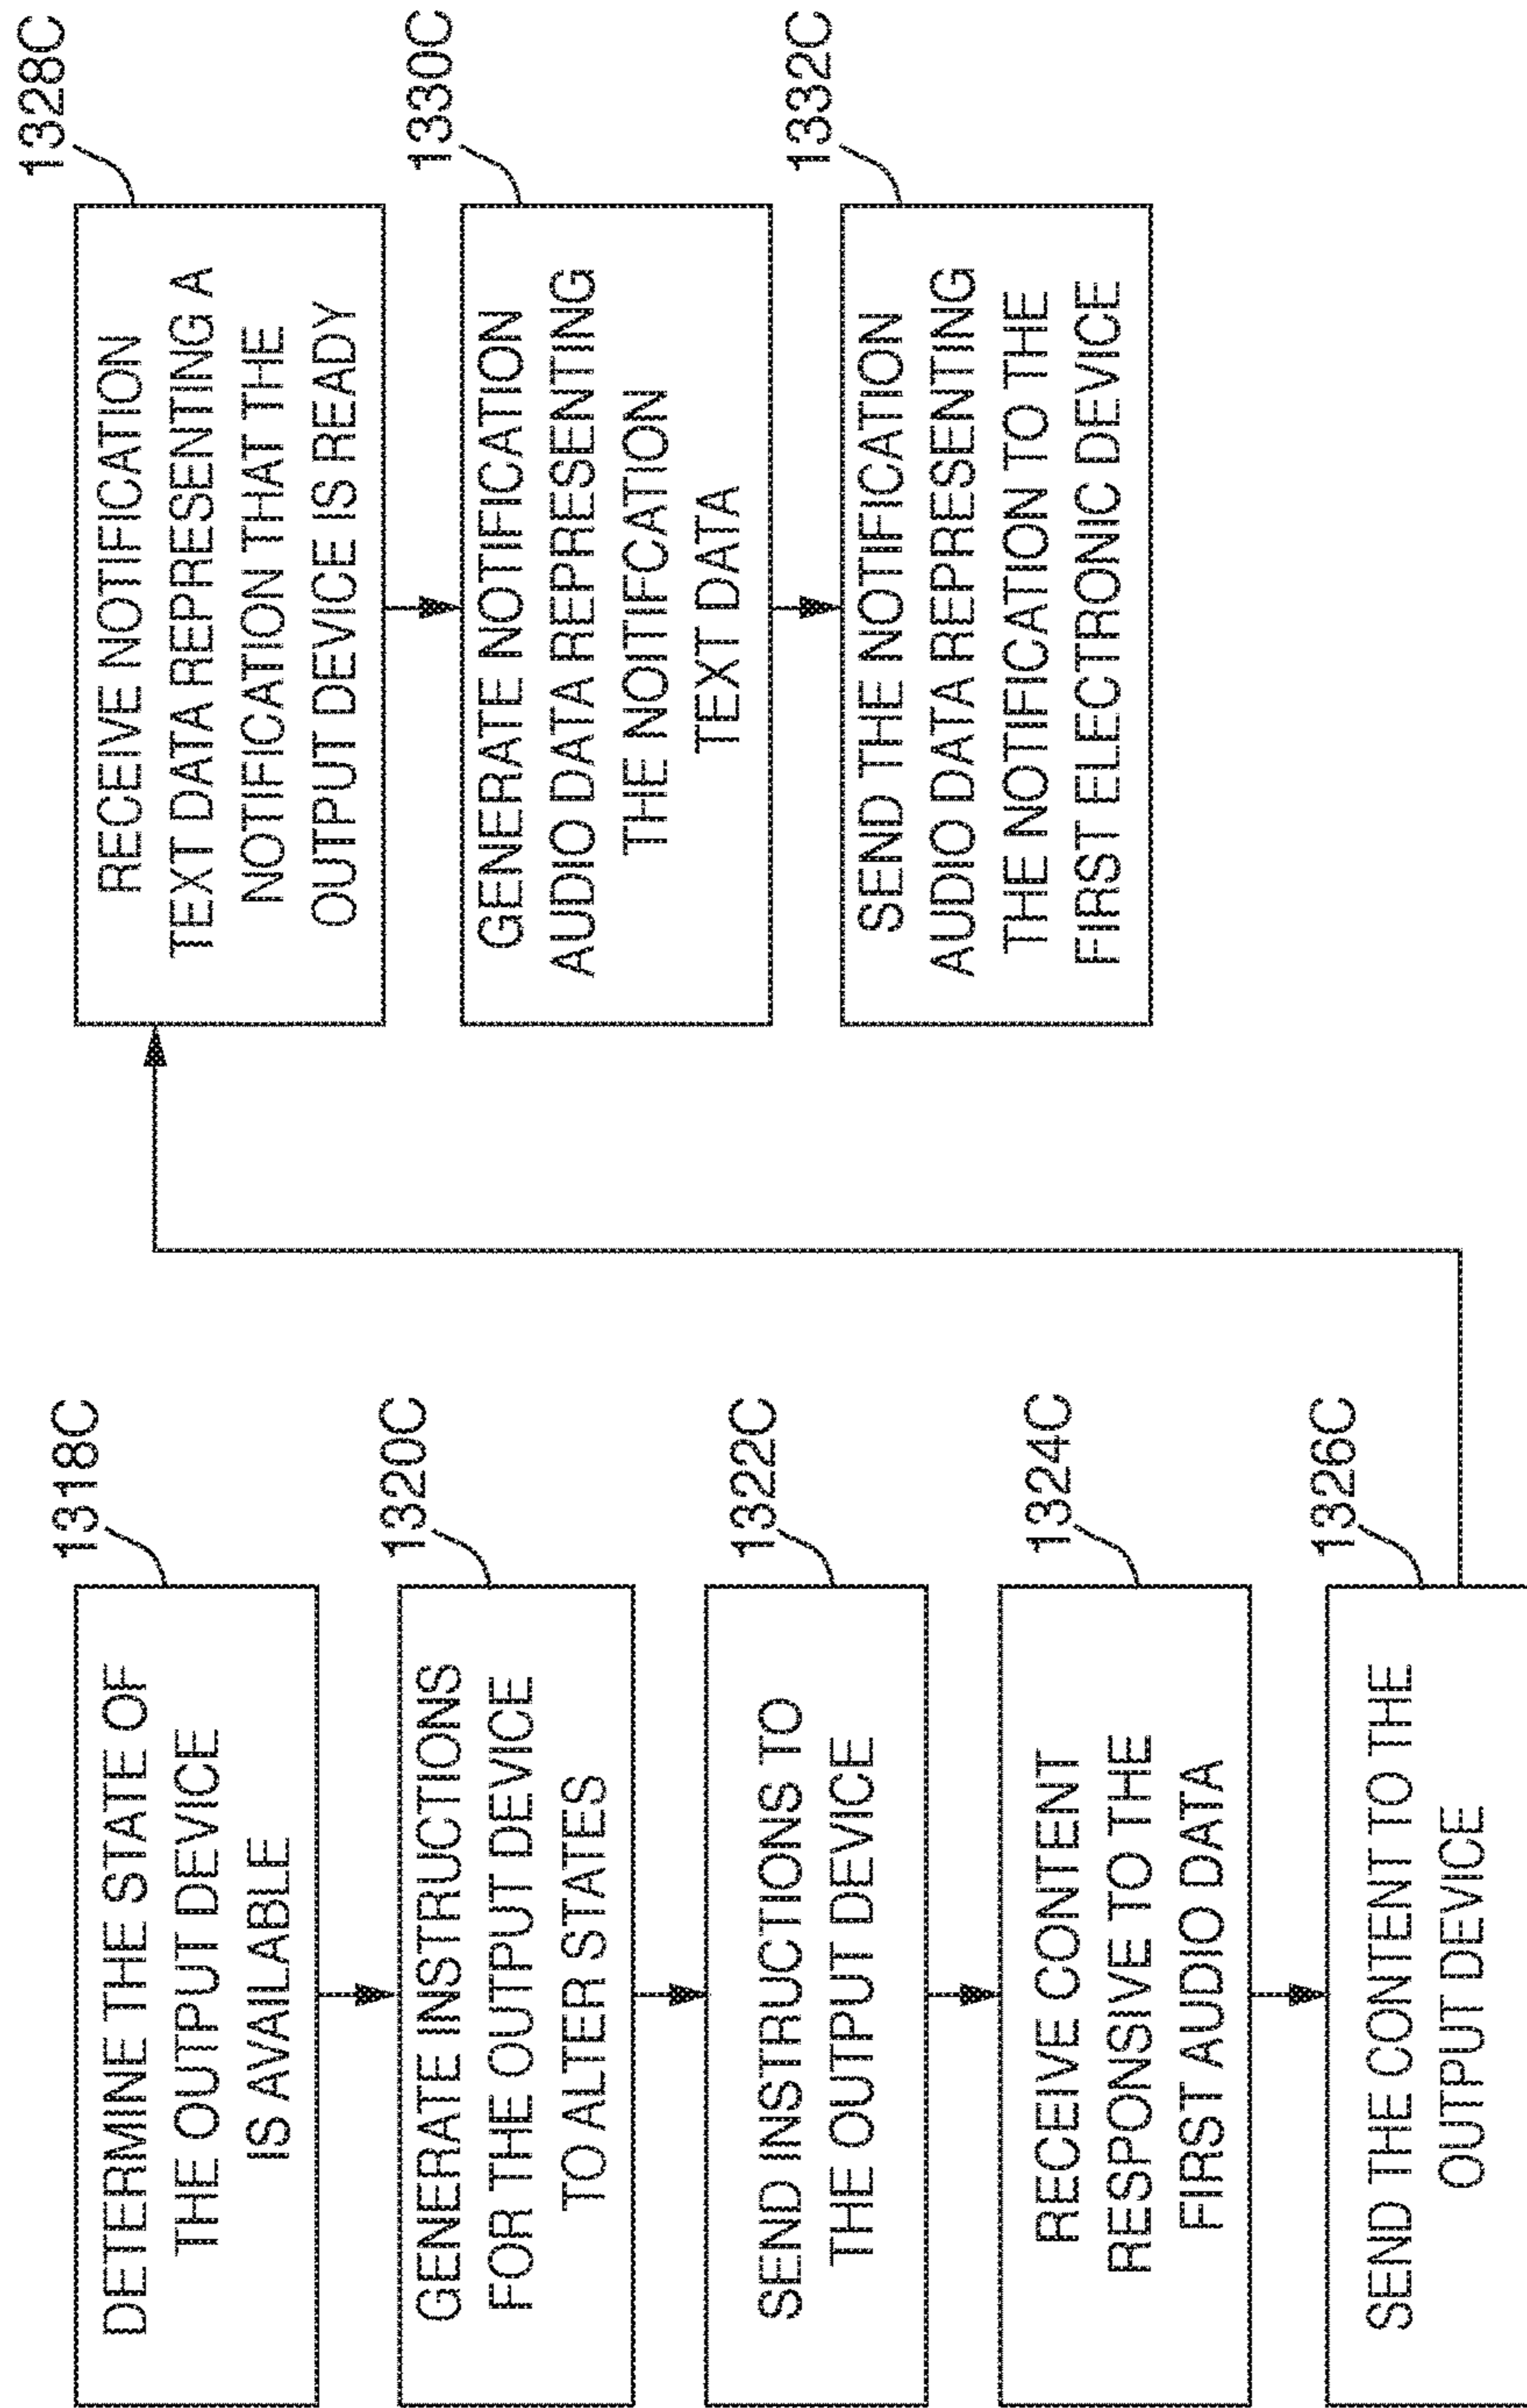 1318C
DETERMINE THE STATE OF
THE OUTPUT DEVICE
IS AVAILABLE
1320C
GENERATE INSTRUCTIONS
FOR THE OUTPUT DEVICE
TO ALTER STATES
1322C
SEND INSTRUCTIONS TO
THE OUTPUT DEVICE
1324C
RECEIVE CONTENT
RESPONSIVE TO THE
FIRST AUDIO DATA
1326C
SEND THE CONTENT TO THE
OUTPUT DEVICE
1328C
RECEIVE NOTIFICATION
TEXT DATA REPRESENTING A
NOTIFICATION THAT THE
OUTPUT DEVICE IS READY
1330C
GENERATE NOTIFICATION
AUDIO DATA REPRESENTING
THE NOITIFCATION
TEXT DATA
1332C
SEND THE NOTIFICATION
AUDIO DATA REPRESENTING
THE NOTIFICATION TO THE
FIRST ELECTRONIC DEVICE